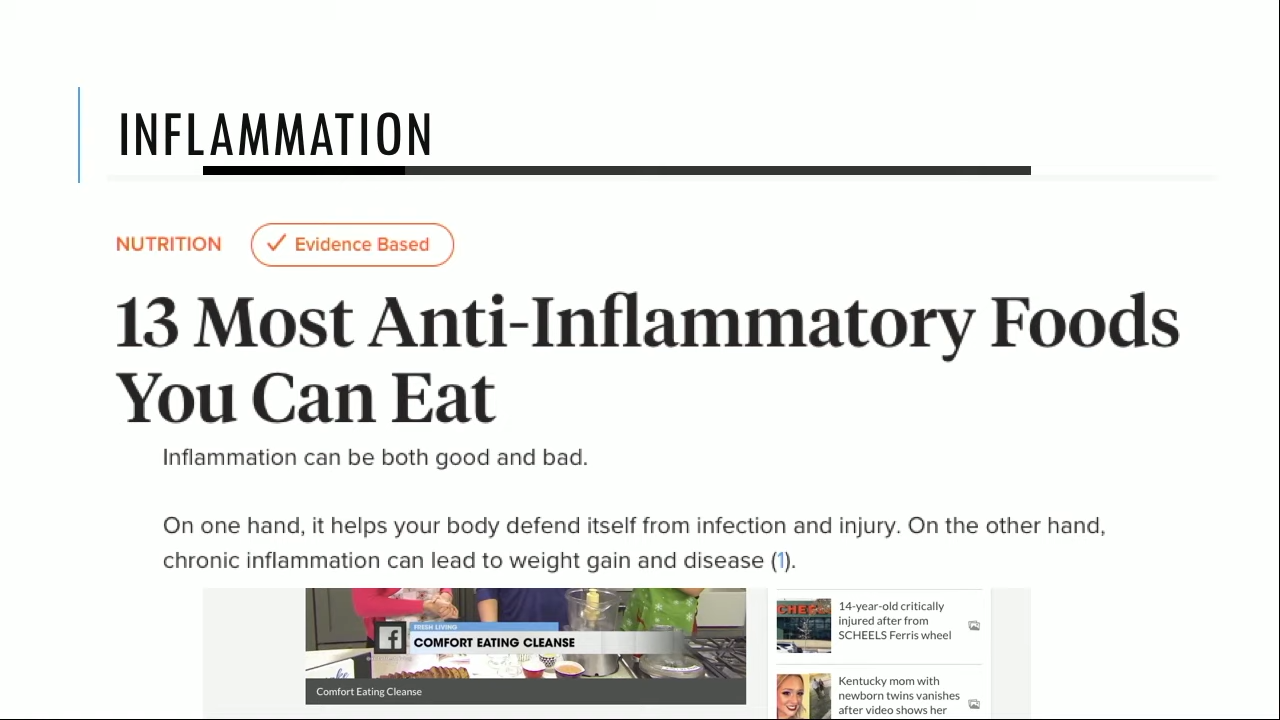 INFLAMMATION
NUTRITION
Evidence Based
13 Most Anti-Inflammatory Foods
You Can Eat
Inflammation can be both good and bad.
On one hand, it helps your body defend itself from infection and injury. On the other hand,
chronic inflammation can lead to weight gain and disease (1).
FRESH LIVING
COMFORT EATING CLEANSE
Comfort Eating Cleanse
14-year-old critically
injured after from
SCHEELS Ferris wheel
Kentucky mom with
newborn twins vanishes
after video shows her